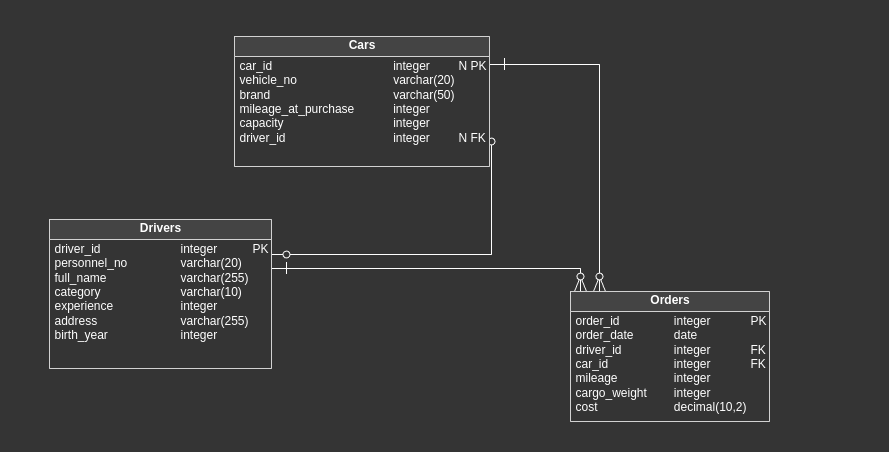 Cars
car_id integer N PK
vehicle_no varchar(20)
brand varchar(50)
mileage_at_purchase integer
capacity integer
driver_id integer N FK
Drivers
driver_id integer PK
personnel_no varchar(20)
full_name varchar(255)
category varchar(10)
experience integer
address varchar(255)
birth_year integer
Orders
order_id integer PK
order_date date
driver_id integer FK
car_id integer FK
mileage integer
cargo_weight integer
cost decimal(10,2)